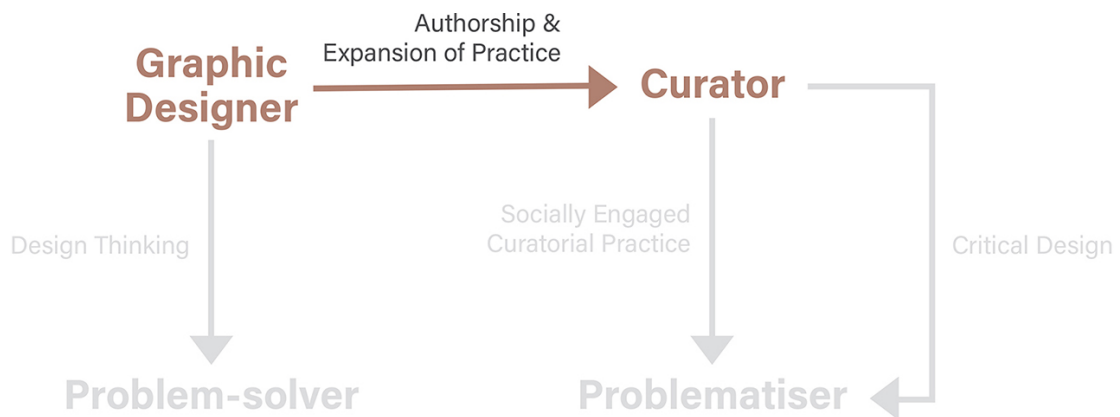 Authorship &
Expansion of Practice
Graphic
Designer
Curator
Design Thinking
Socially Engaged
Curatorial Practice
Critical Design
Problem-solver
Problematiser